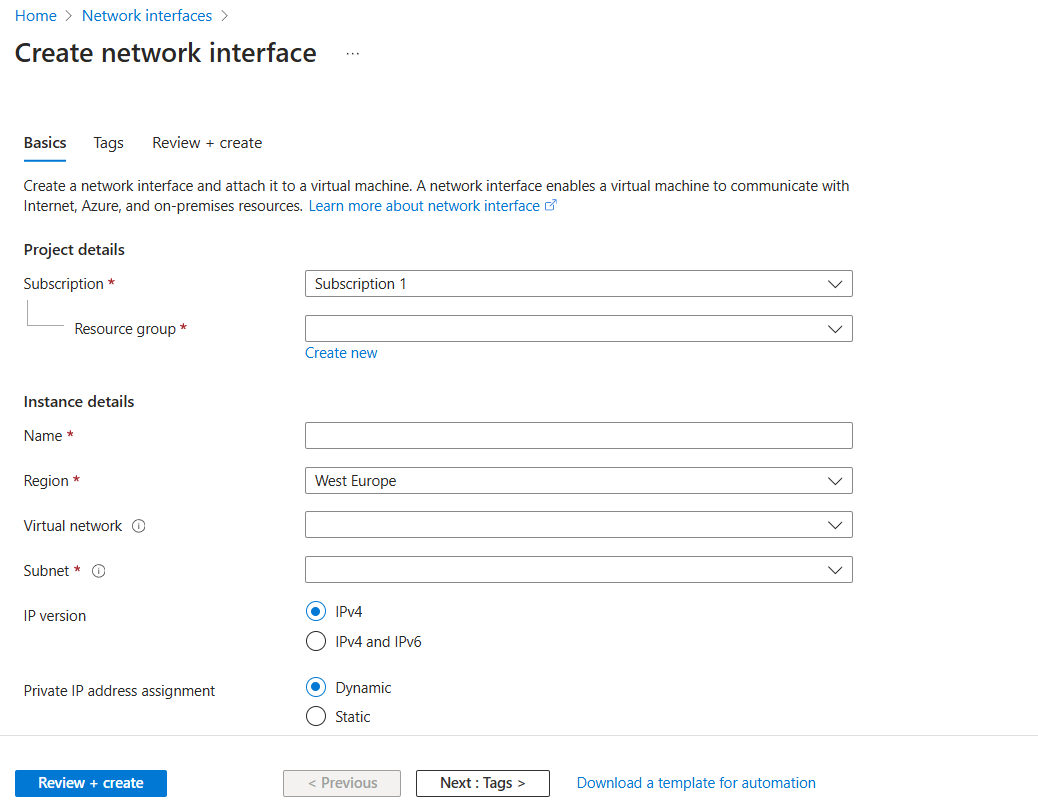 Home > Network interfaces >
Create network interface ...
Basics Tags Review + create
Create a network interface and attach it to a virtual machine. A network interface enables a virtual machine to communicate with
Internet, Azure, and on-premises resources. Learn more about network interface
Project details
Subscription * Subscription 1
Resource group *
Create new
Instance details
Name *
Region * West Europe
Virtual network
Subnet *
IP version IPv4
IPv4 and IPv6
Private IP address assignment Dynamic
Static
Review + create < Previous Next : Tags > Download a template for automation